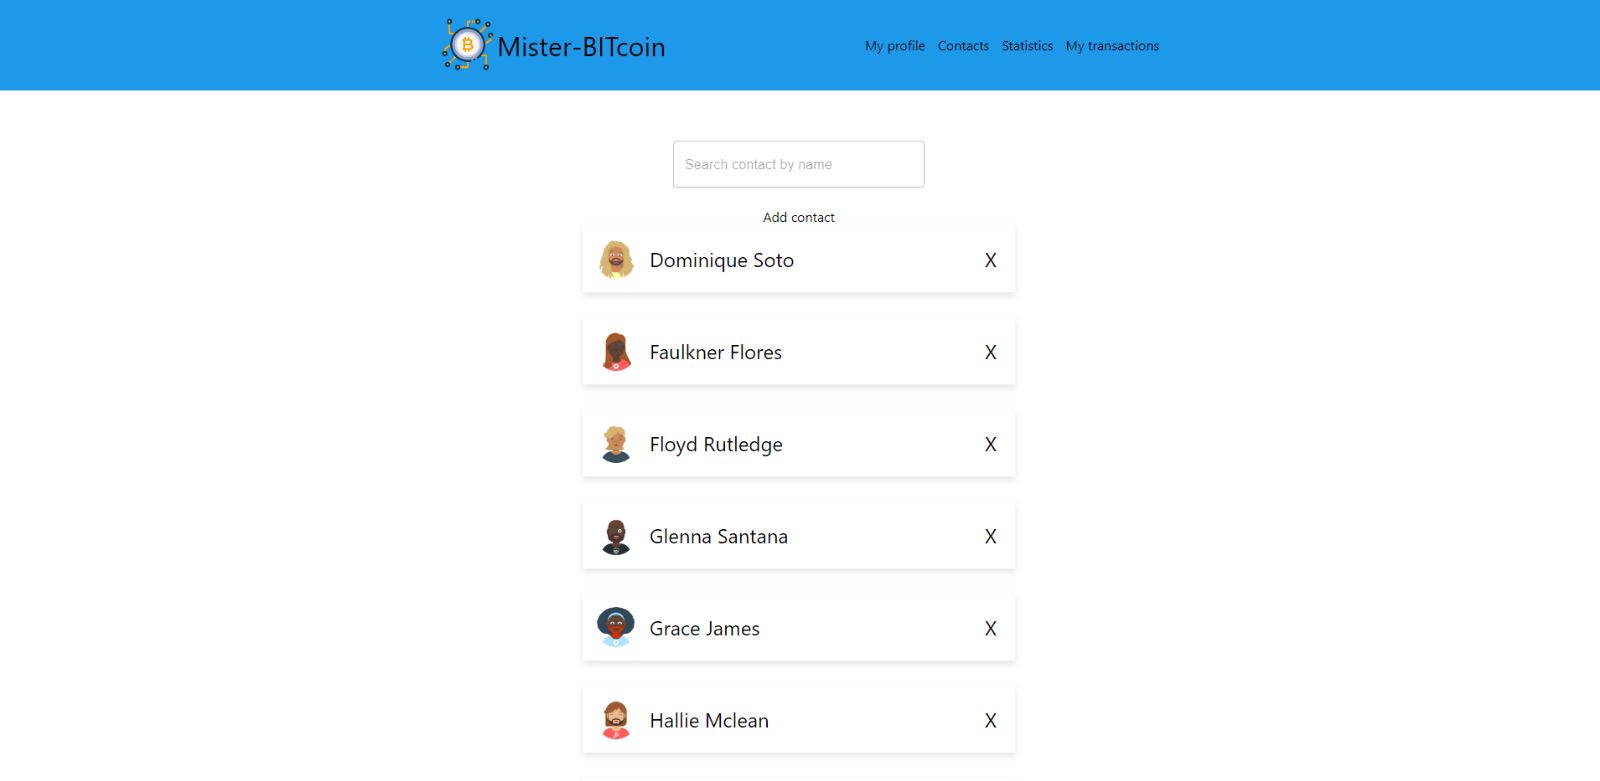 Mister-BITcoin
My profile Contacts Statistics My transactions
Search contact by name
Add contact
Dominique Soto X
Faulkner Flores X
Floyd Rutledge X
Glenna Santana X
Grace James X
Hallie Mclean X